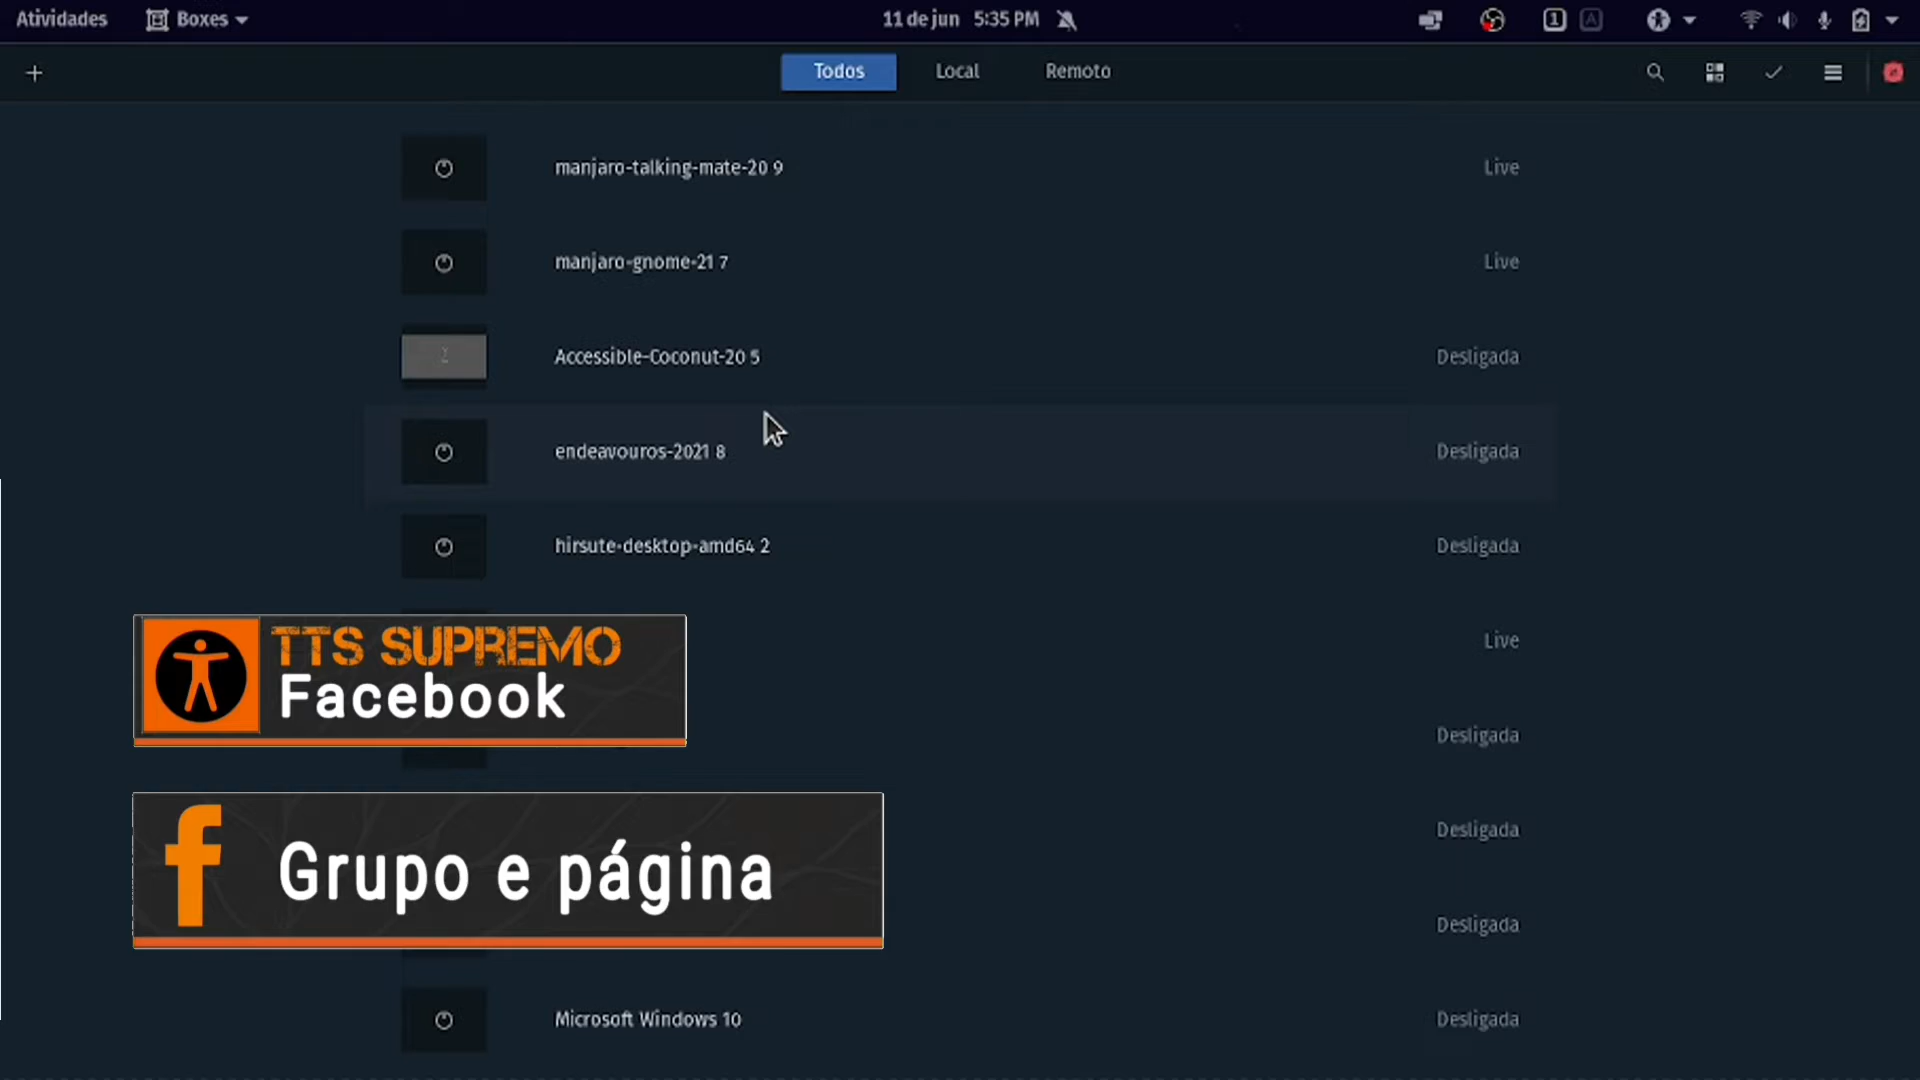 Atividades Boxes 11 de jun 5:35 PM 1 A
Todos Local Remoto
manjaro-talking-mate-20 9 Live
manjaro-gnome-21 7 Live
Accessible-Coconut-20 5 Desligada
endeavouros-2021 8 Desligada
hirsute-desktop-amd64 2 Desligada
Live
TTS SUPREMO
Facebook
Desligada
Desligada
Grupo e página
Desligada
Microsoft Windows 10 Desligada